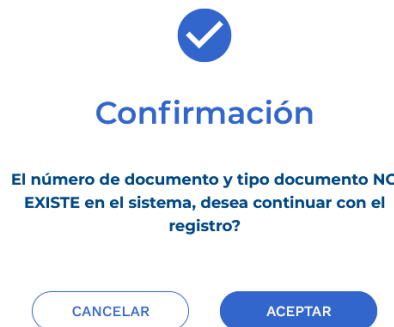 Confirmación
El número de documento y tipo documento NO
EXISTE en el sistema, desea continuar con el
registro?
CANCELAR
ACEPTAR